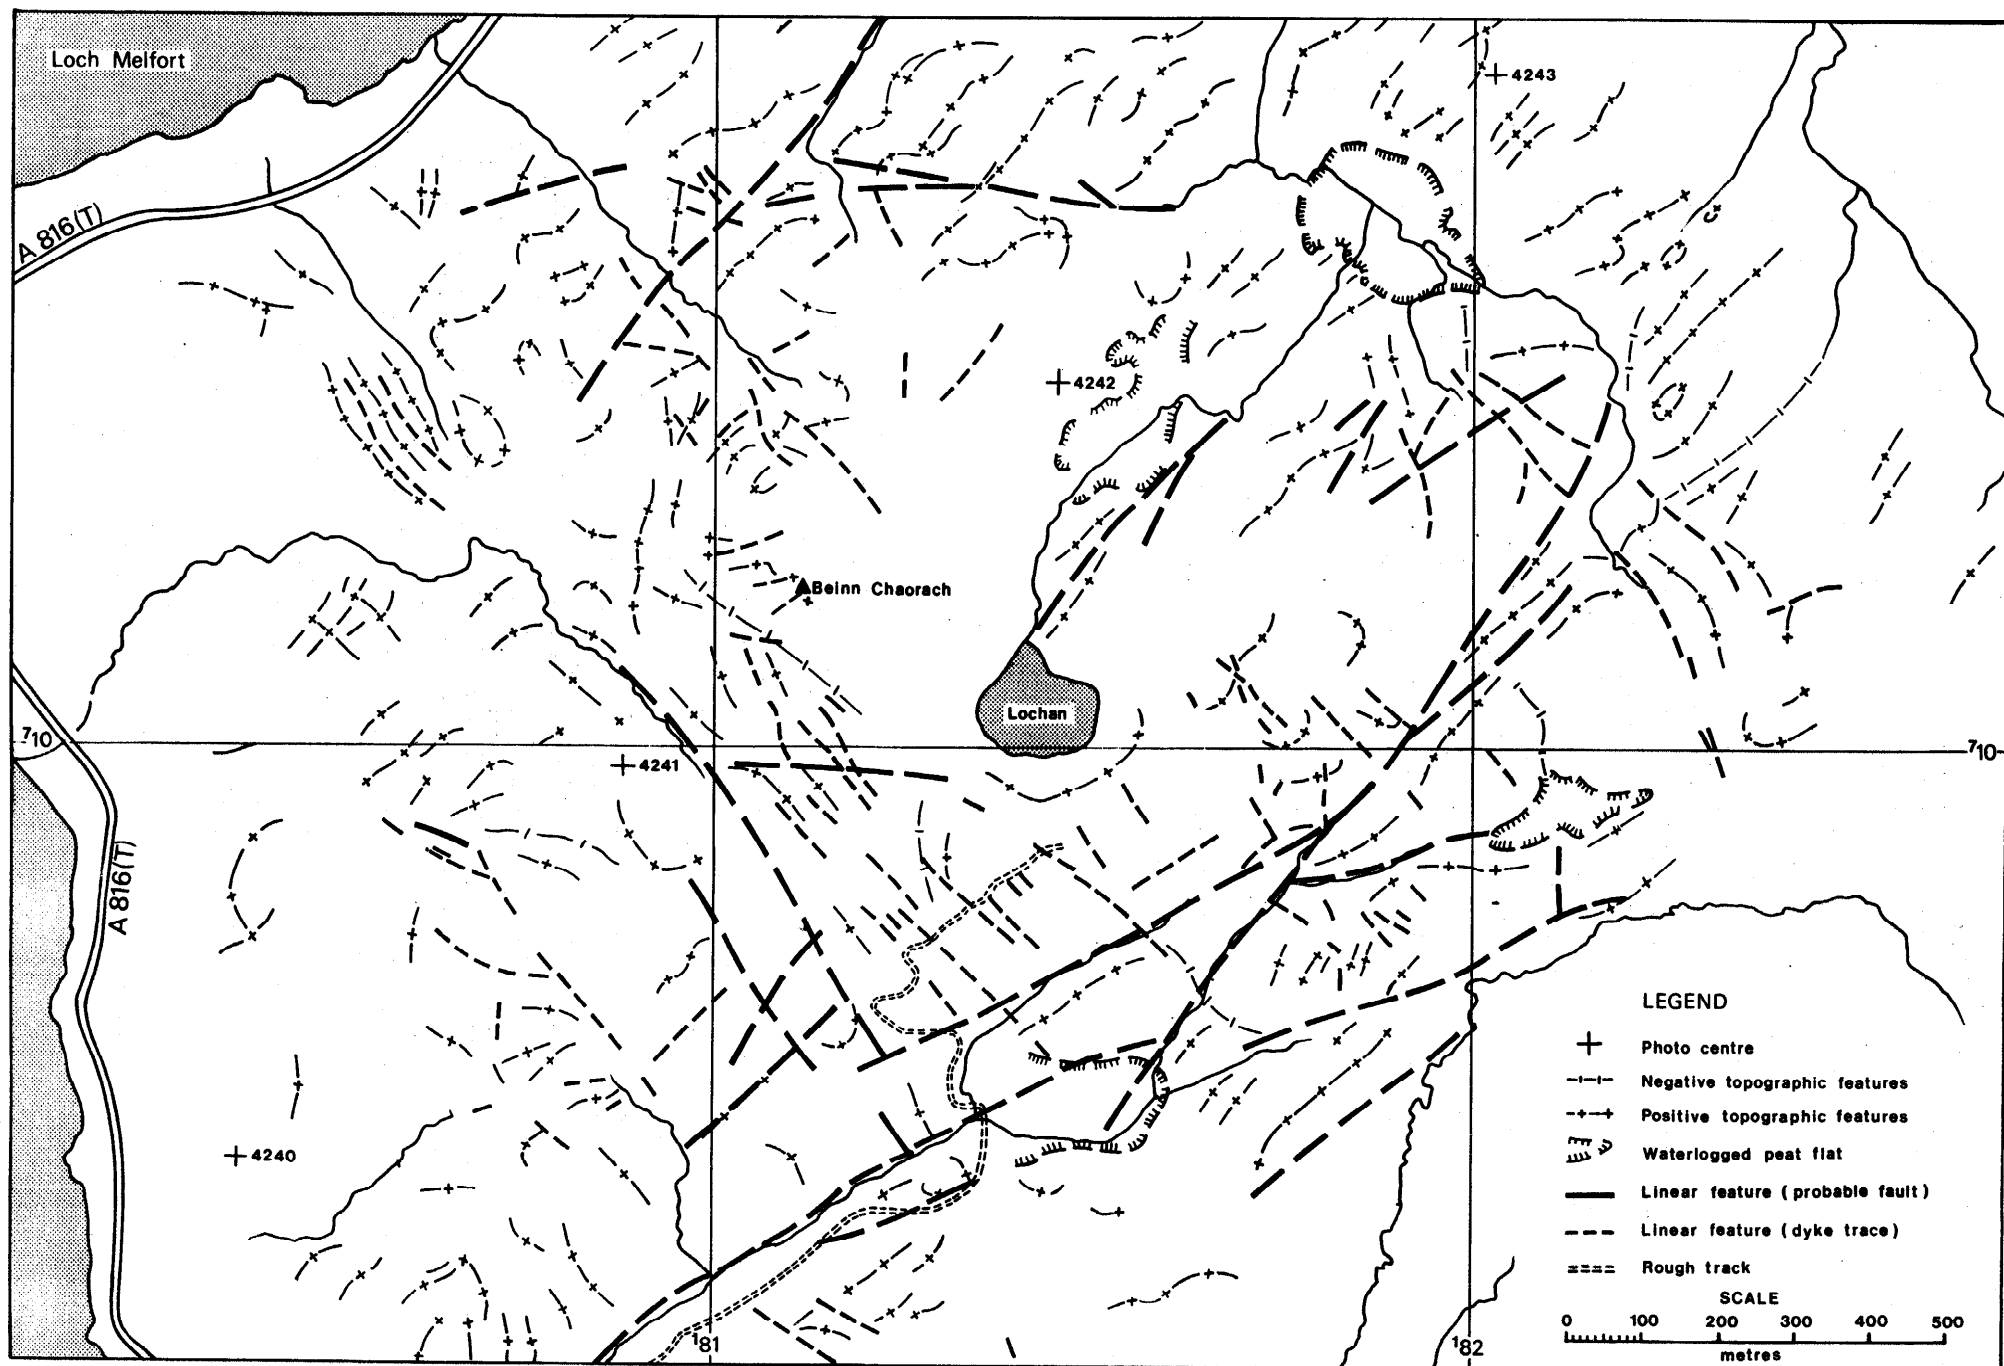 Loch Melfort
4243
A 816(T)
4242
Beinn Chaorach
Lochan
710
710
4241
A 816(T)
4240
181
182
LEGEND
Photo centre
Negative topographic features
Positive topographic features
Waterlogged peat flat
Linear feature (probable fault)
Linear feature (dyke trace)
Rough track
SCALE
0 100 200 300 400 500
metres